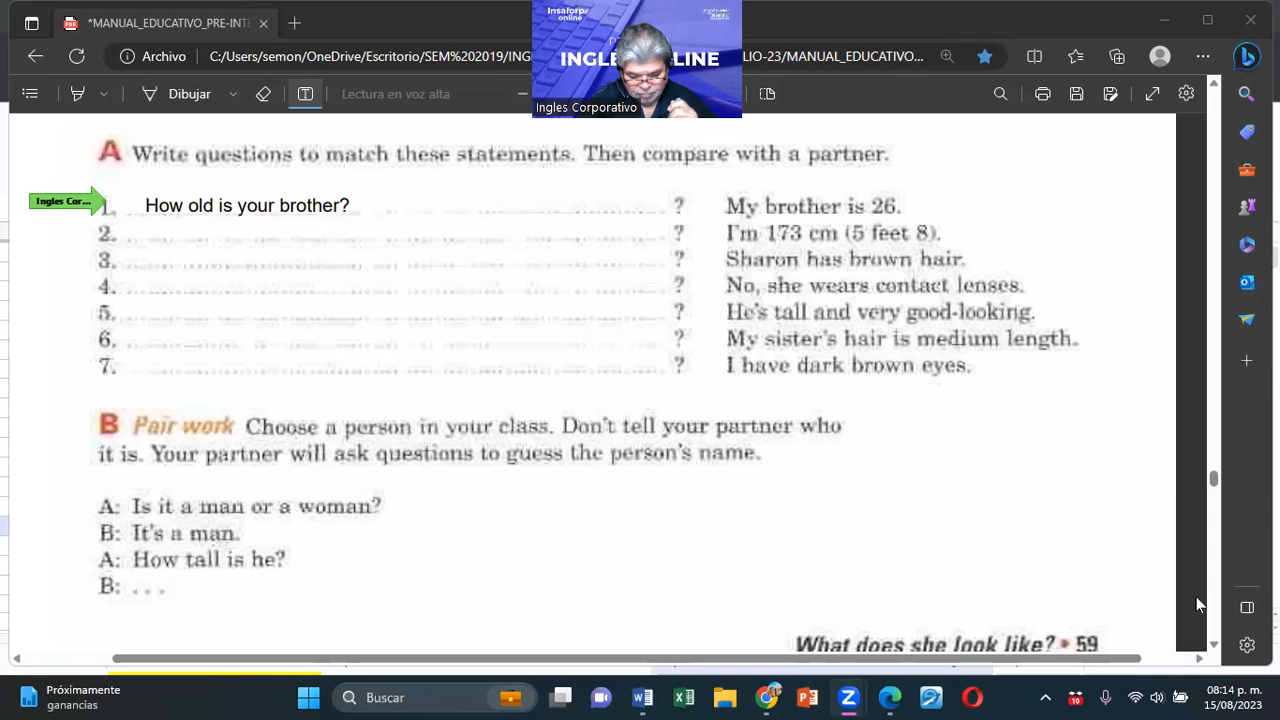 *MANUAL_EDUCATIVO_PRE-INTE
Insaforp
online
INGLE
LINE
Ingles Corporativo
Archivo
C:/Users/semon/OneDrive/Escritorio/SEM%202019/ING
LIO-23/MANUAL_EDUCATIVO...
Dibujar
Lectura en voz alta
A Write questions to match these statements. Then compare with a partner.
Ingles Cor...
1. How old is your brother? ? My brother is 26.
2. ? I'm 173 cm (5 feet 8).
3. ? Sharon has brown hair.
4. ? No, she wears contact lenses.
5. ? He's tall and very good-looking.
6. ? My sister's hair is medium length.
7. ? I have dark brown eyes.
B Pair work Choose a person in your class. Don't tell your partner who
it is. Your partner will ask questions to guess the person's name.
A: Is it a man or a woman?
B: It's a man.
A: How tall is he?
B: . . .
What does she look like? • 59
Próximamente
ganancias
Buscar
10
08:14 p. m.
15/08/2023